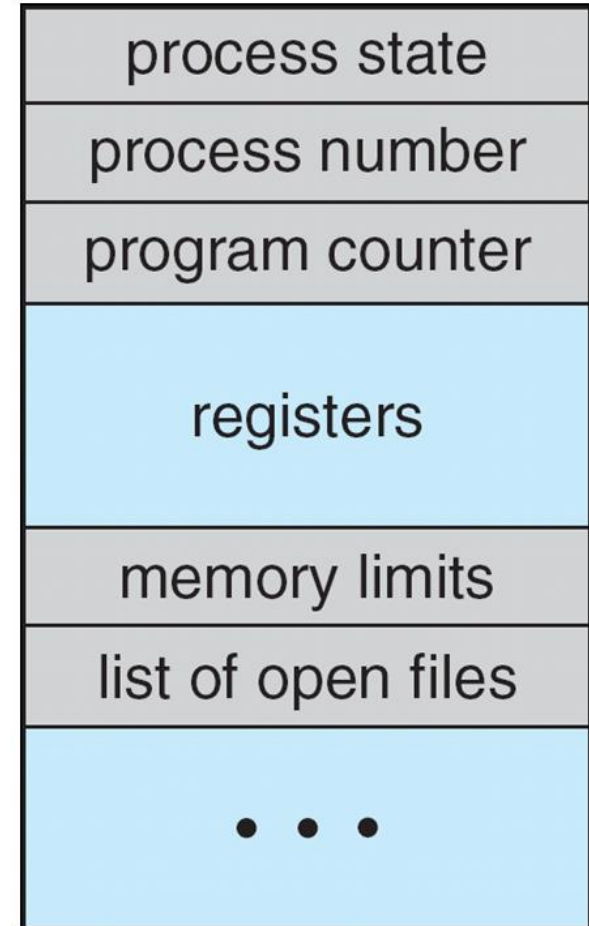 process state
process number
program counter
registers
memory limits
list of open files
• • •